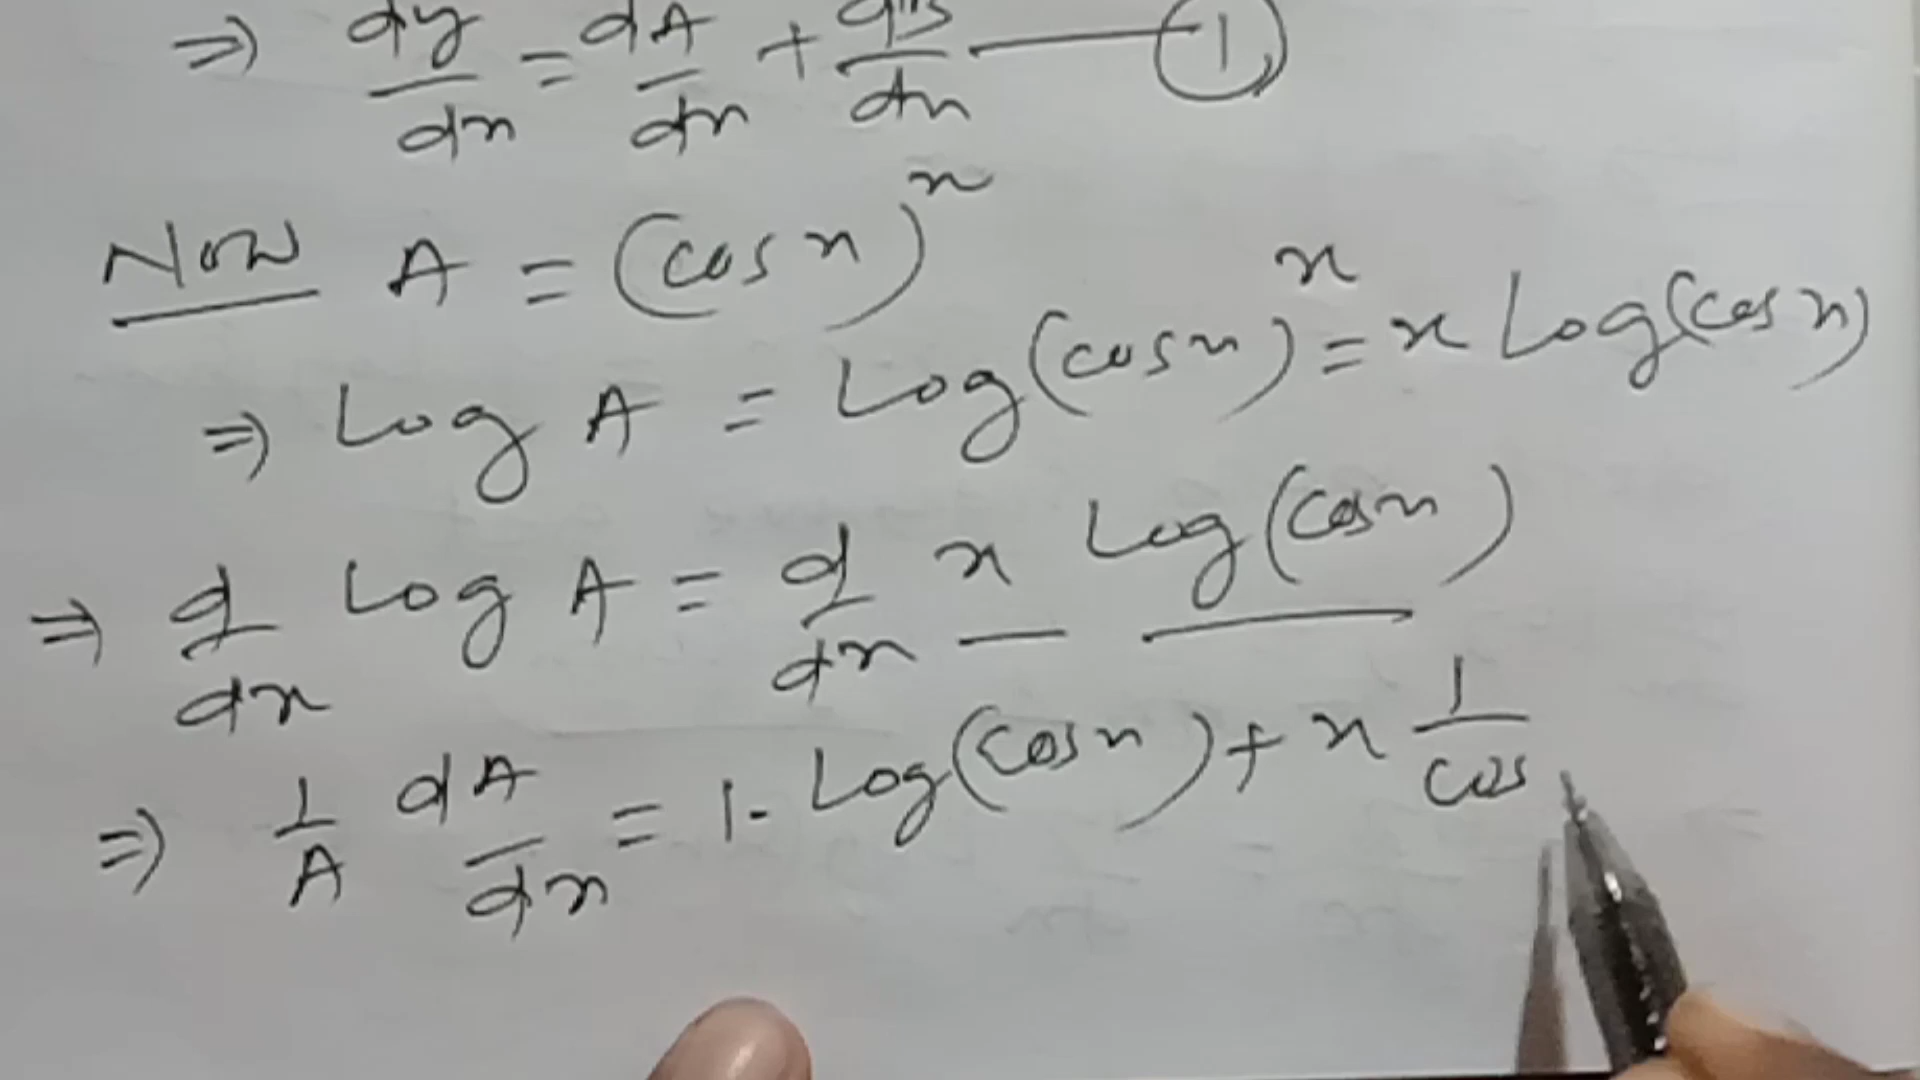 ⇒ dy/dx = dA/dx + dB/dx —— ①
Now A = (cos x)^x
⇒ Log A = Log (cos x)^x = x Log(cos x)
⇒ d/dx Log A = d/dx x Log (cos x)
⇒ 1/A dA/dx = 1. Log (cos x) + x 1/cos